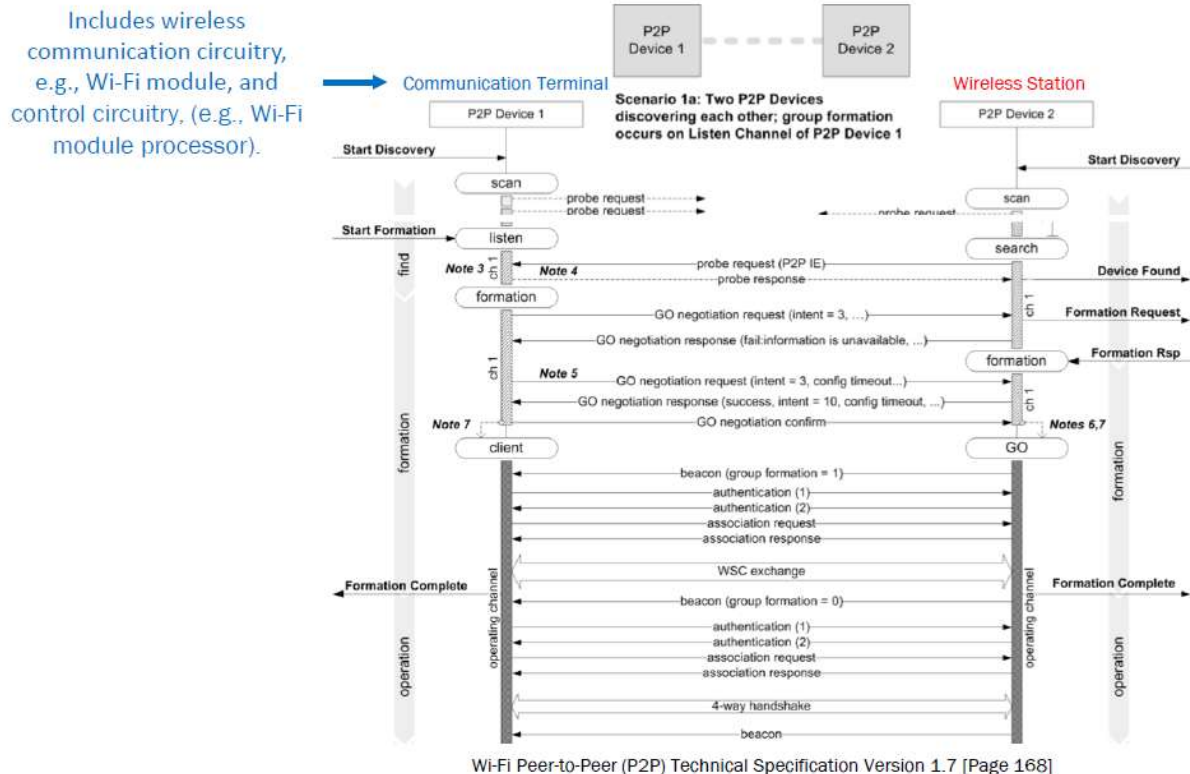 Includes wireless
communication circuitry,
e.g., Wi-Fi module, and
control circuitry, (e.g., Wi-Fi
module processor).
P2P
Device 1
P2P
Device 2
Communication Terminal
Wireless Station
Scenario 1a: Two P2P Devices
discovering each other; group formation
occurs on Listen Channel of P2P Device 1
P2P Device 1
P2P Device 2
Start Discovery
Start Discovery
scan
scan
probe request
probe request
probe request
Start Formation
listen
search
find
Note 3
ch 1
Note 4
probe request (P2P IE)
probe response
Device Found
formation
ch 1
GO negotiation request (intent = 3, ...)
Formation Request
GO negotiation response (fail:information is unavailable, ...)
formation
Formation Rsp
ch 1
Note 5
GO negotiation request (intent = 3, config timeout...)
GO negotiation response (success, intent = 10, config timeout, ...)
ch 1
Note 7
GO negotiation confirm
Notes 6,7
client
GO
formation
formation
beacon (group formation = 1)
authentication (1)
authentication (2)
association request
association response
WSC exchange
Formation Complete
Formation Complete
operating channel
operating channel
beacon (group formation = 0)
authentication (1)
authentication (2)
association request
association response
operation
operation
4-way handshake
beacon
Wi-Fi Peer-to-Peer (P2P) Technical Specification Version 1.7 [Page 168]